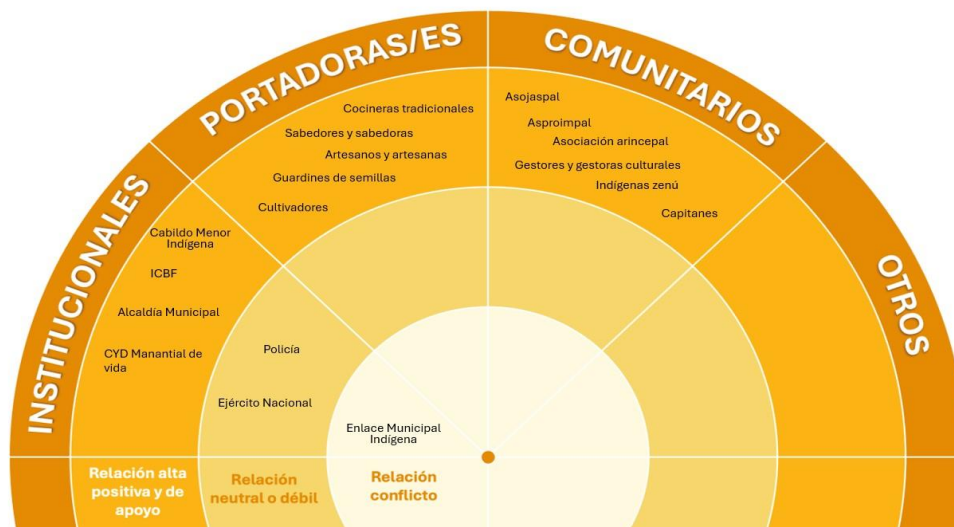 PORTADORAS/ES
COMUNITARIOS
INSTITUCIONALES
OTROS
Cocineras tradicionales
Sabedores y sabedoras
Artesanos y artesanas
Guardines de semillas
Cultivadores
Asojaspal
Asproimpal
Asociación arincepal
Gestores y gestoras culturales
Indígenas zenú
Capitanes
Cabildo Menor
Indígena
ICBF
Alcaldía Municipal
CYD Manantial de
vida
Policía
Ejército Nacional
Enlace Municipal
Indígena
Relación alta
positiva y de
apoyo
Relación
neutral o débil
Relación
conflicto